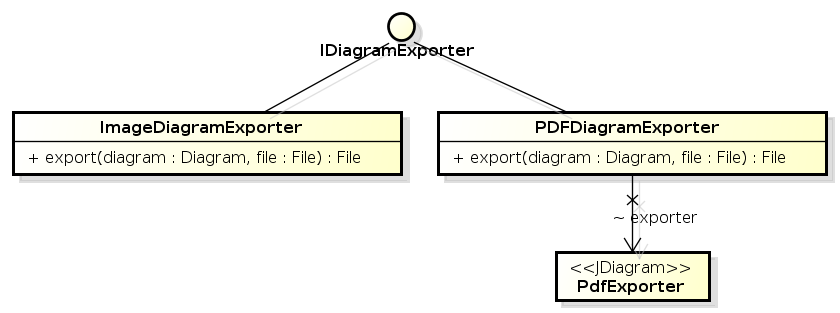 IDiagramExporter
ImageDiagramExporter
+ export(diagram : Diagram, file : File) : File
PDFDiagramExporter
+ export(diagram : Diagram, file : File) : File
~ exporter
<<JDiagram>>
PdfExporter